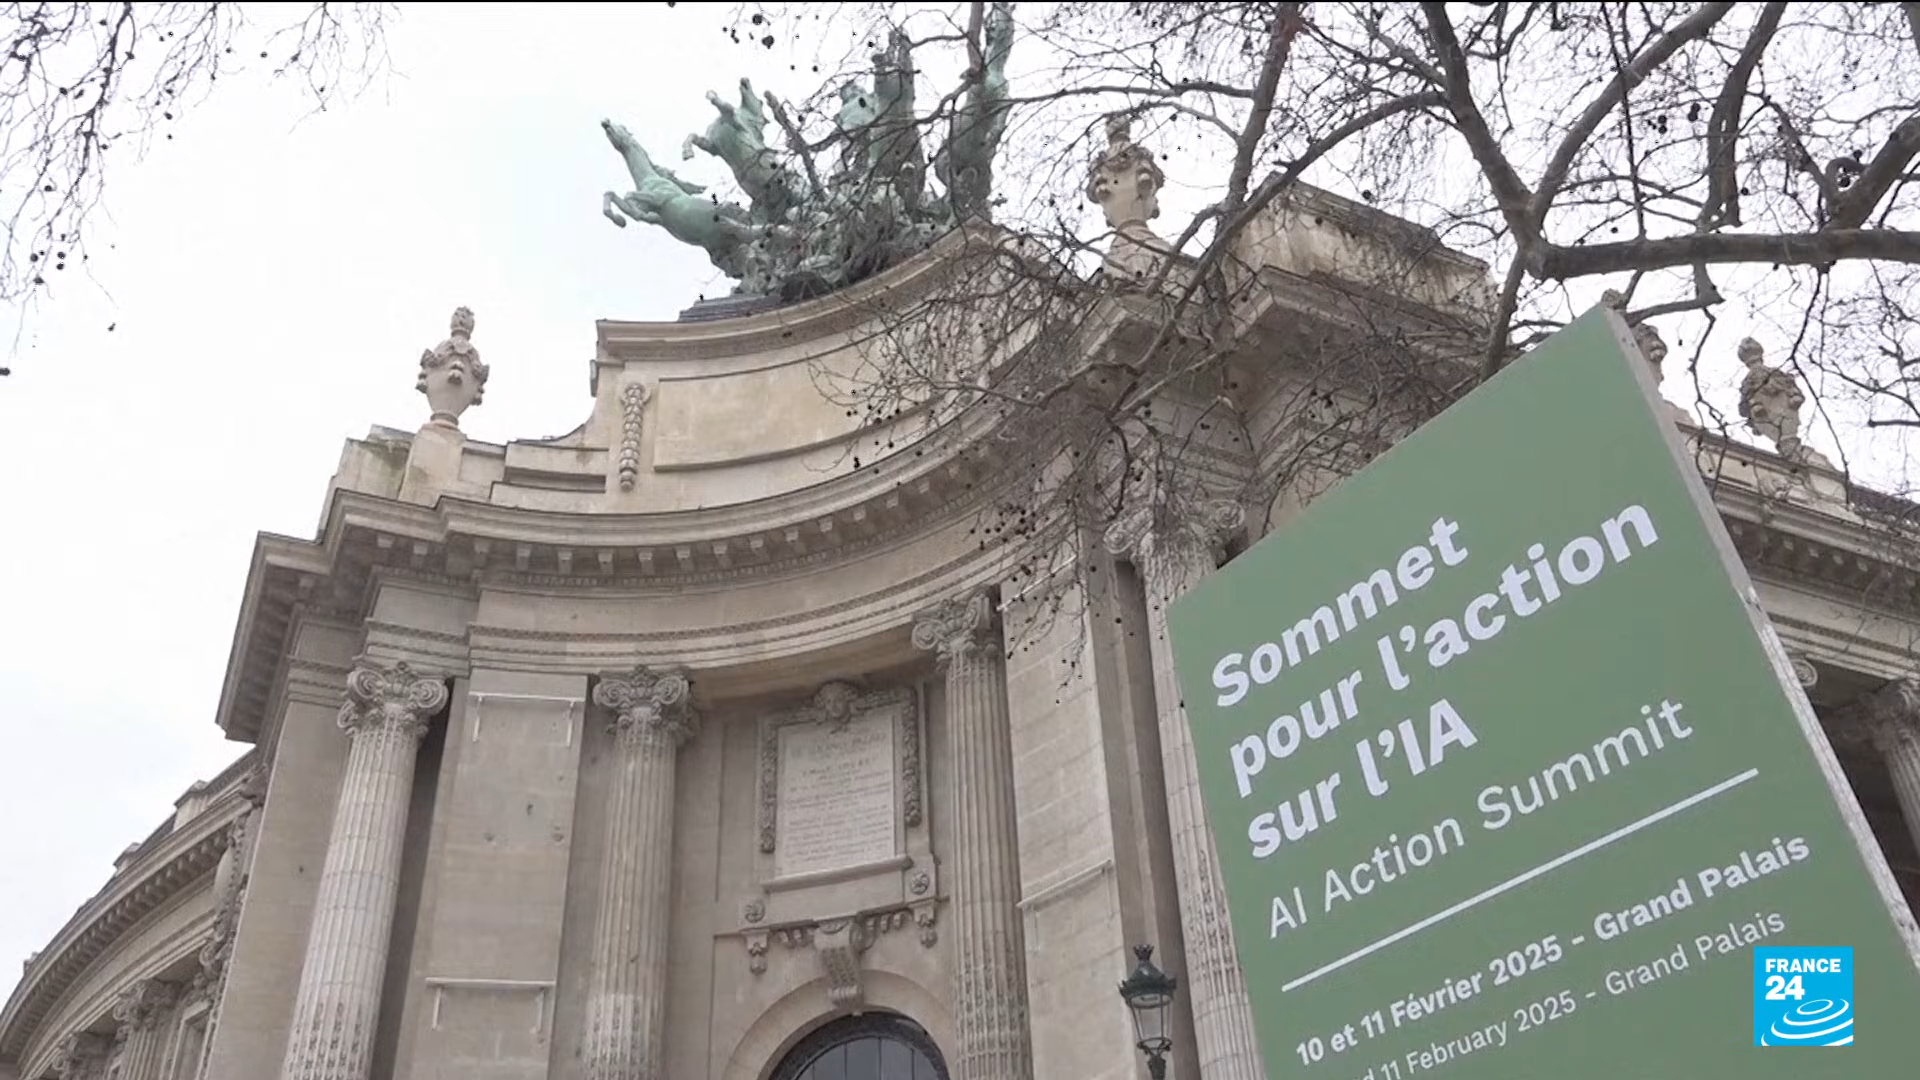 Sommet
pour l'action
sur l'IA
AI Action Summit
10 et 11 Février 2025 - Grand Palais
11 February 2025 - Grand Palais
FRANCE
24